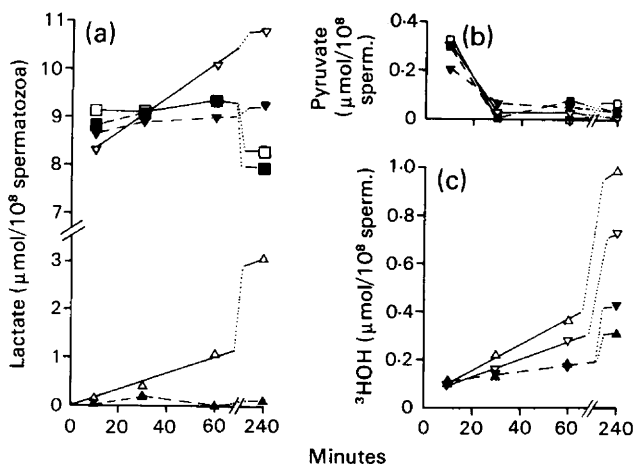 (a)
Lactate (μmol/10⁸ spermatozoa)
11
10
9
8
7
3
2
1
0
0 20 40 60 240
(b)
Pyruvate
(μmol/10⁸
sperm.)
0·4
0·2
0
(c)
³HOH (μmol/10⁸ sperm.)
1.0
0·8
0·6
0·4
0·2
0
0 20 40 60 240
Minutes